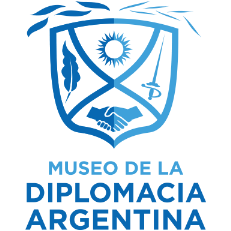 MUSEO DE LA
DIPLOMACIA
ARGENTINA